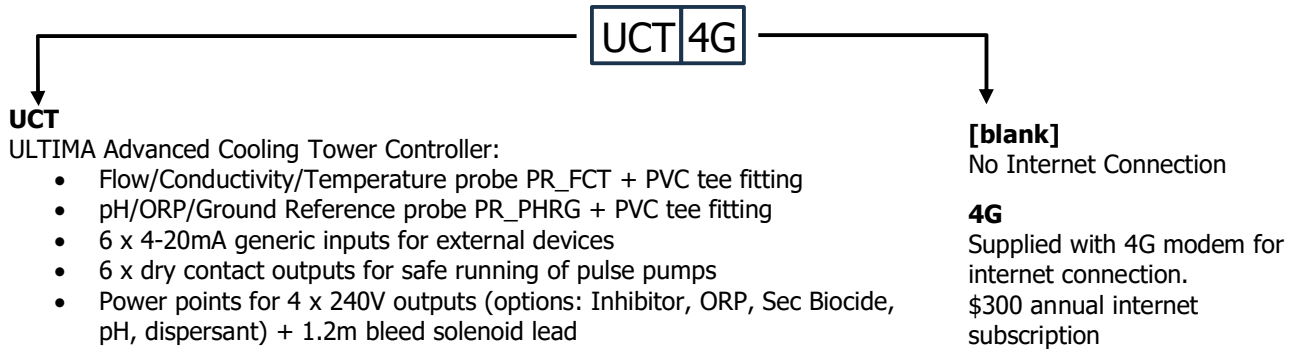 UCT 4G
UCT
ULTIMA Advanced Cooling Tower Controller:
• Flow/Conductivity/Temperature probe PR_FCT + PVC tee fitting
• pH/ORP/Ground Reference probe PR_PHRG + PVC tee fitting
• 6 x 4-20mA generic inputs for external devices
• 6 x dry contact outputs for safe running of pulse pumps
• Power points for 4 x 240V outputs (options: Inhibitor, ORP, Sec Biocide,
pH, dispersant) + 1.2m bleed solenoid lead
[blank]
No Internet Connection
4G
Supplied with 4G modem for
internet connection.
$300 annual internet
subscription